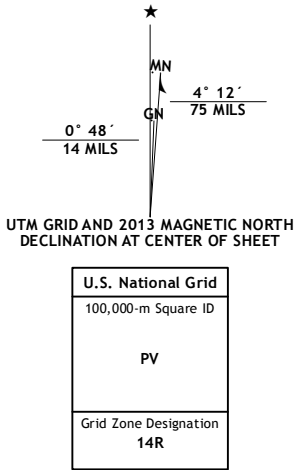 MN
4° 12´
75 MILS
GN
0° 48´
14 MILS
UTM GRID AND 2013 MAGNETIC NORTH
DECLINATION AT CENTER OF SHEET
U.S. National Grid
100,000-m Square ID
PV
Grid Zone Designation
14R